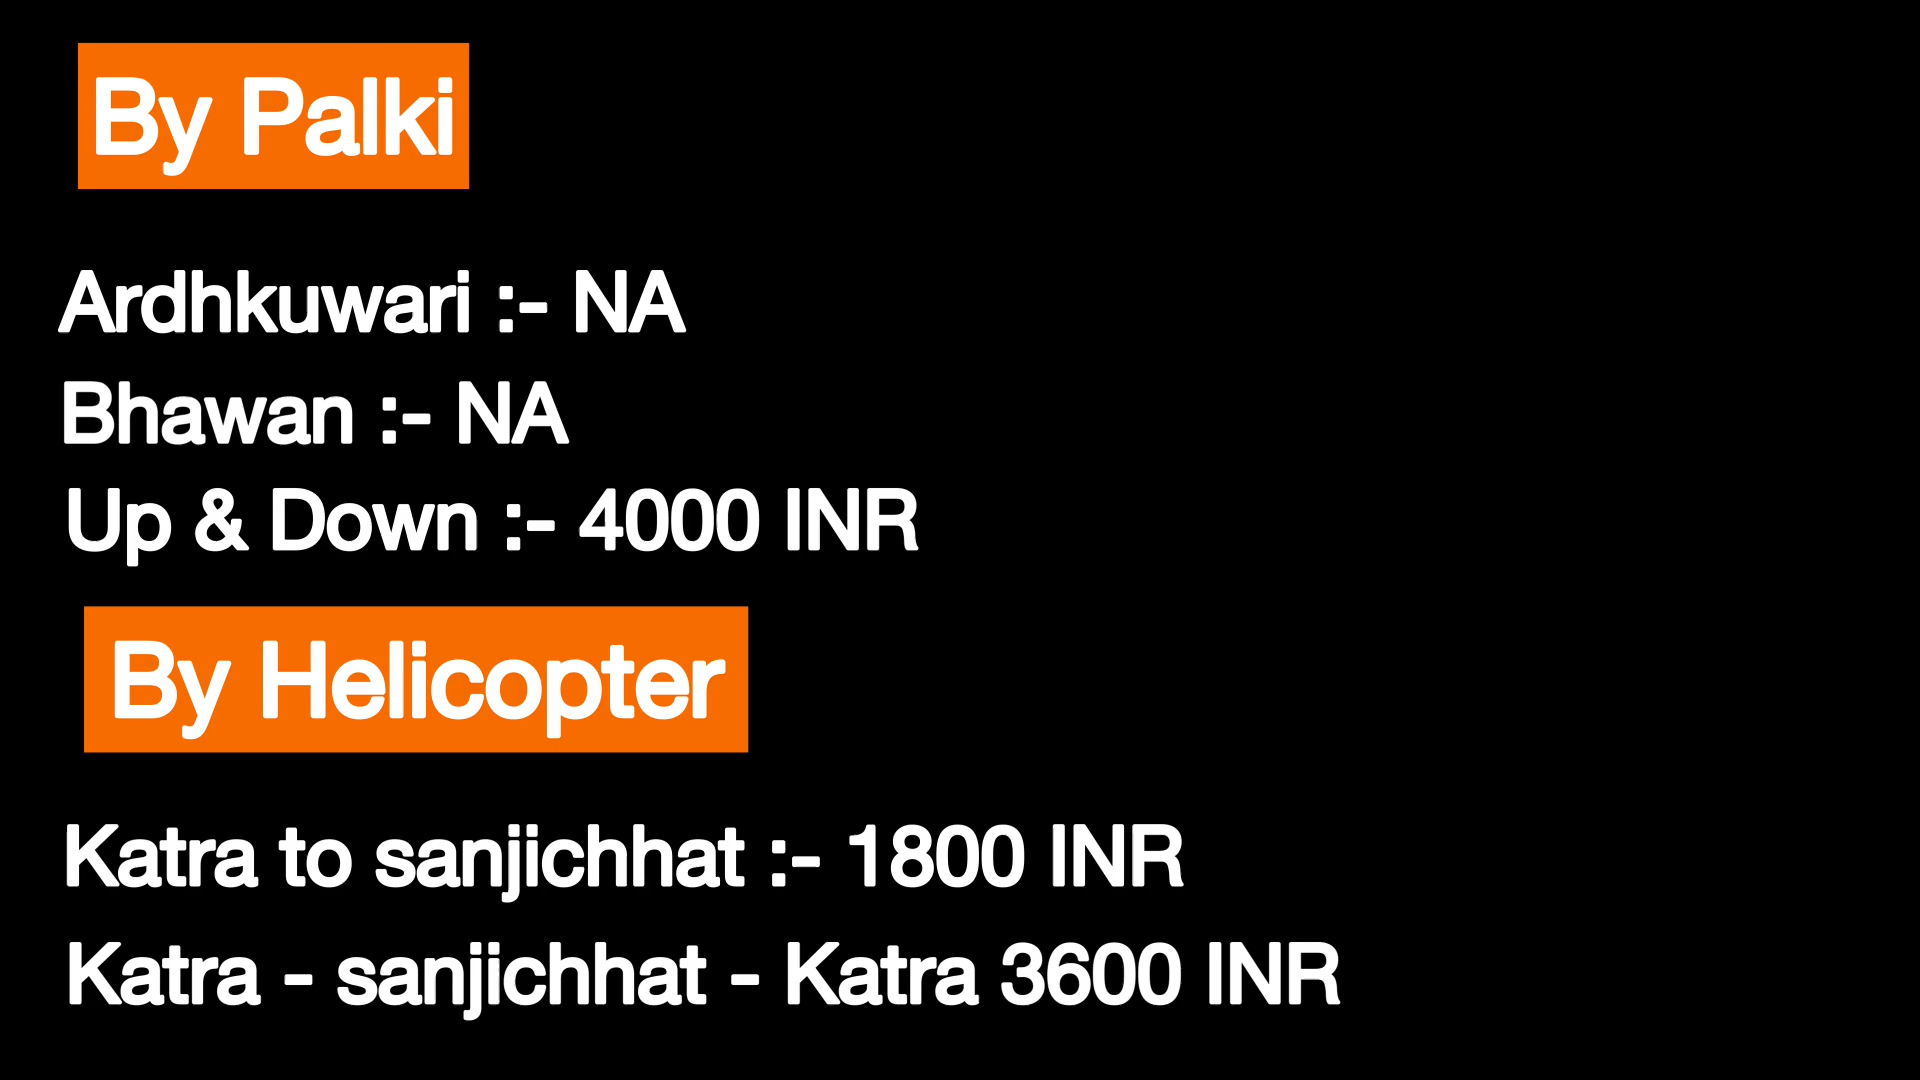 By Palki
Ardhkuwari :- NA
Bhawan :- NA
Up & Down :- 4000 INR
By Helicopter
Katra to sanjichhat :- 1800 INR
Katra - sanjichhat - Katra 3600 INR